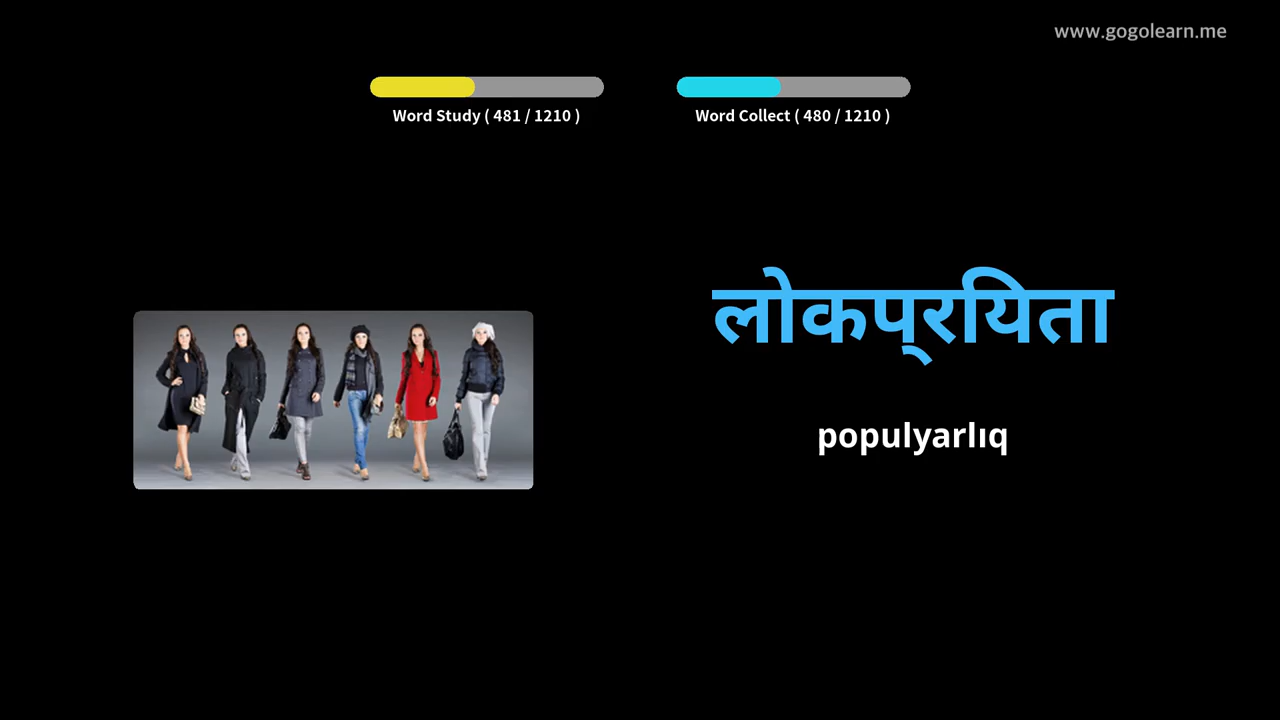 www.gogolearn.me
Word Study ( 481 / 1210 )
Word Collect ( 480 / 1210 )
लोकप्रियता
populyarlıq